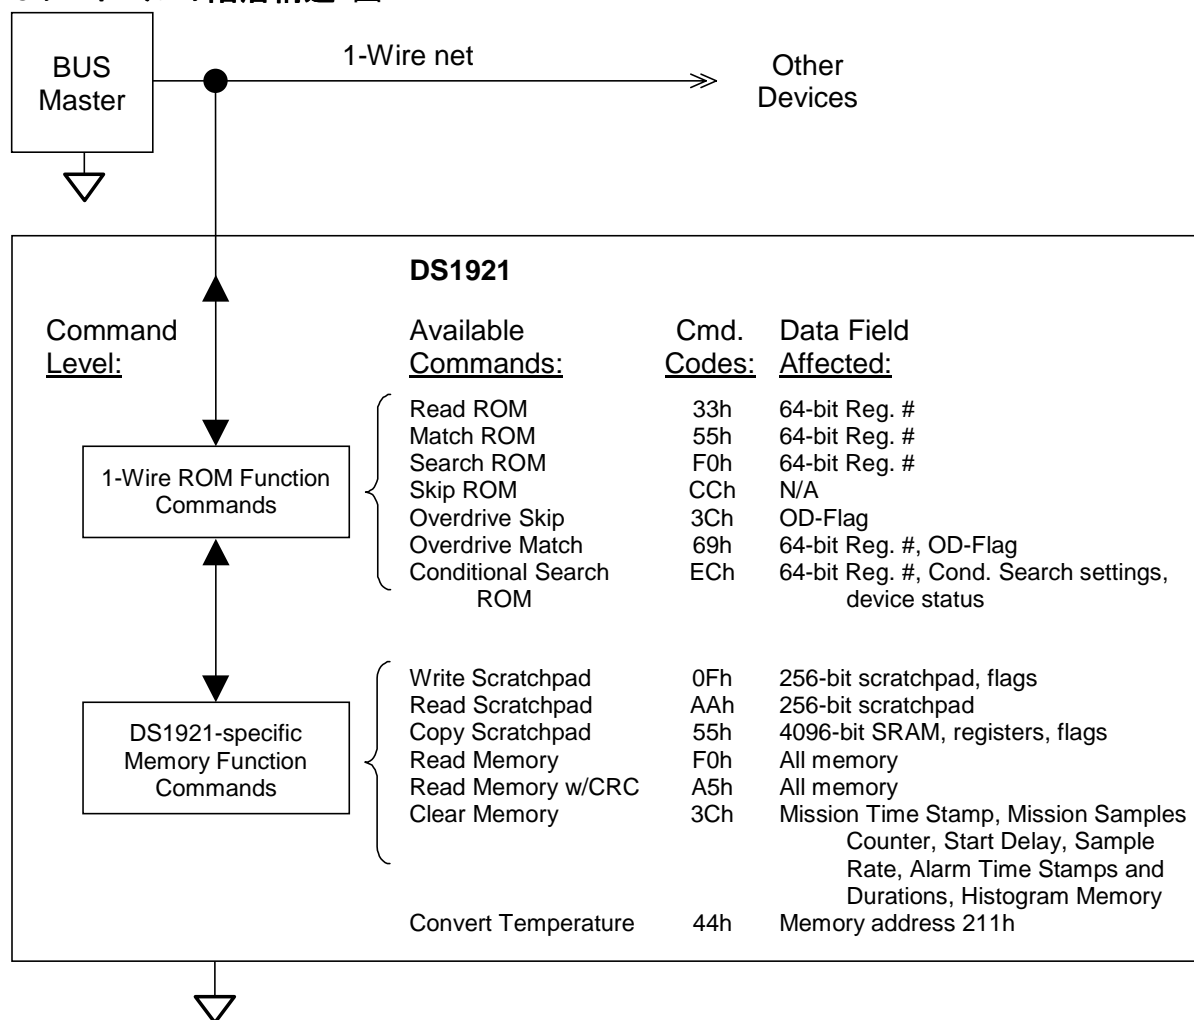 BUS
Master
1-Wire net
Other
Devices
DS1921
Command
Level:
Available
Commands:
Cmd.
Codes:
Data Field
Affected:
1-Wire ROM Function
Commands
Read ROM 33h 64-bit Reg. #
Match ROM 55h 64-bit Reg. #
Search ROM F0h 64-bit Reg. #
Skip ROM CCh N/A
Overdrive Skip 3Ch OD-Flag
Overdrive Match 69h 64-bit Reg. #, OD-Flag
Conditional Search ECh 64-bit Reg. #, Cond. Search settings,
ROM device status
DS1921-specific
Memory Function
Commands
Write Scratchpad 0Fh 256-bit scratchpad, flags
Read Scratchpad AAh 256-bit scratchpad
Copy Scratchpad 55h 4096-bit SRAM, registers, flags
Read Memory F0h All memory
Read Memory w/CRC A5h All memory
Clear Memory 3Ch Mission Time Stamp, Mission Samples
Counter, Start Delay, Sample
Rate, Alarm Time Stamps and
Durations, Histogram Memory
Convert Temperature 44h Memory address 211h